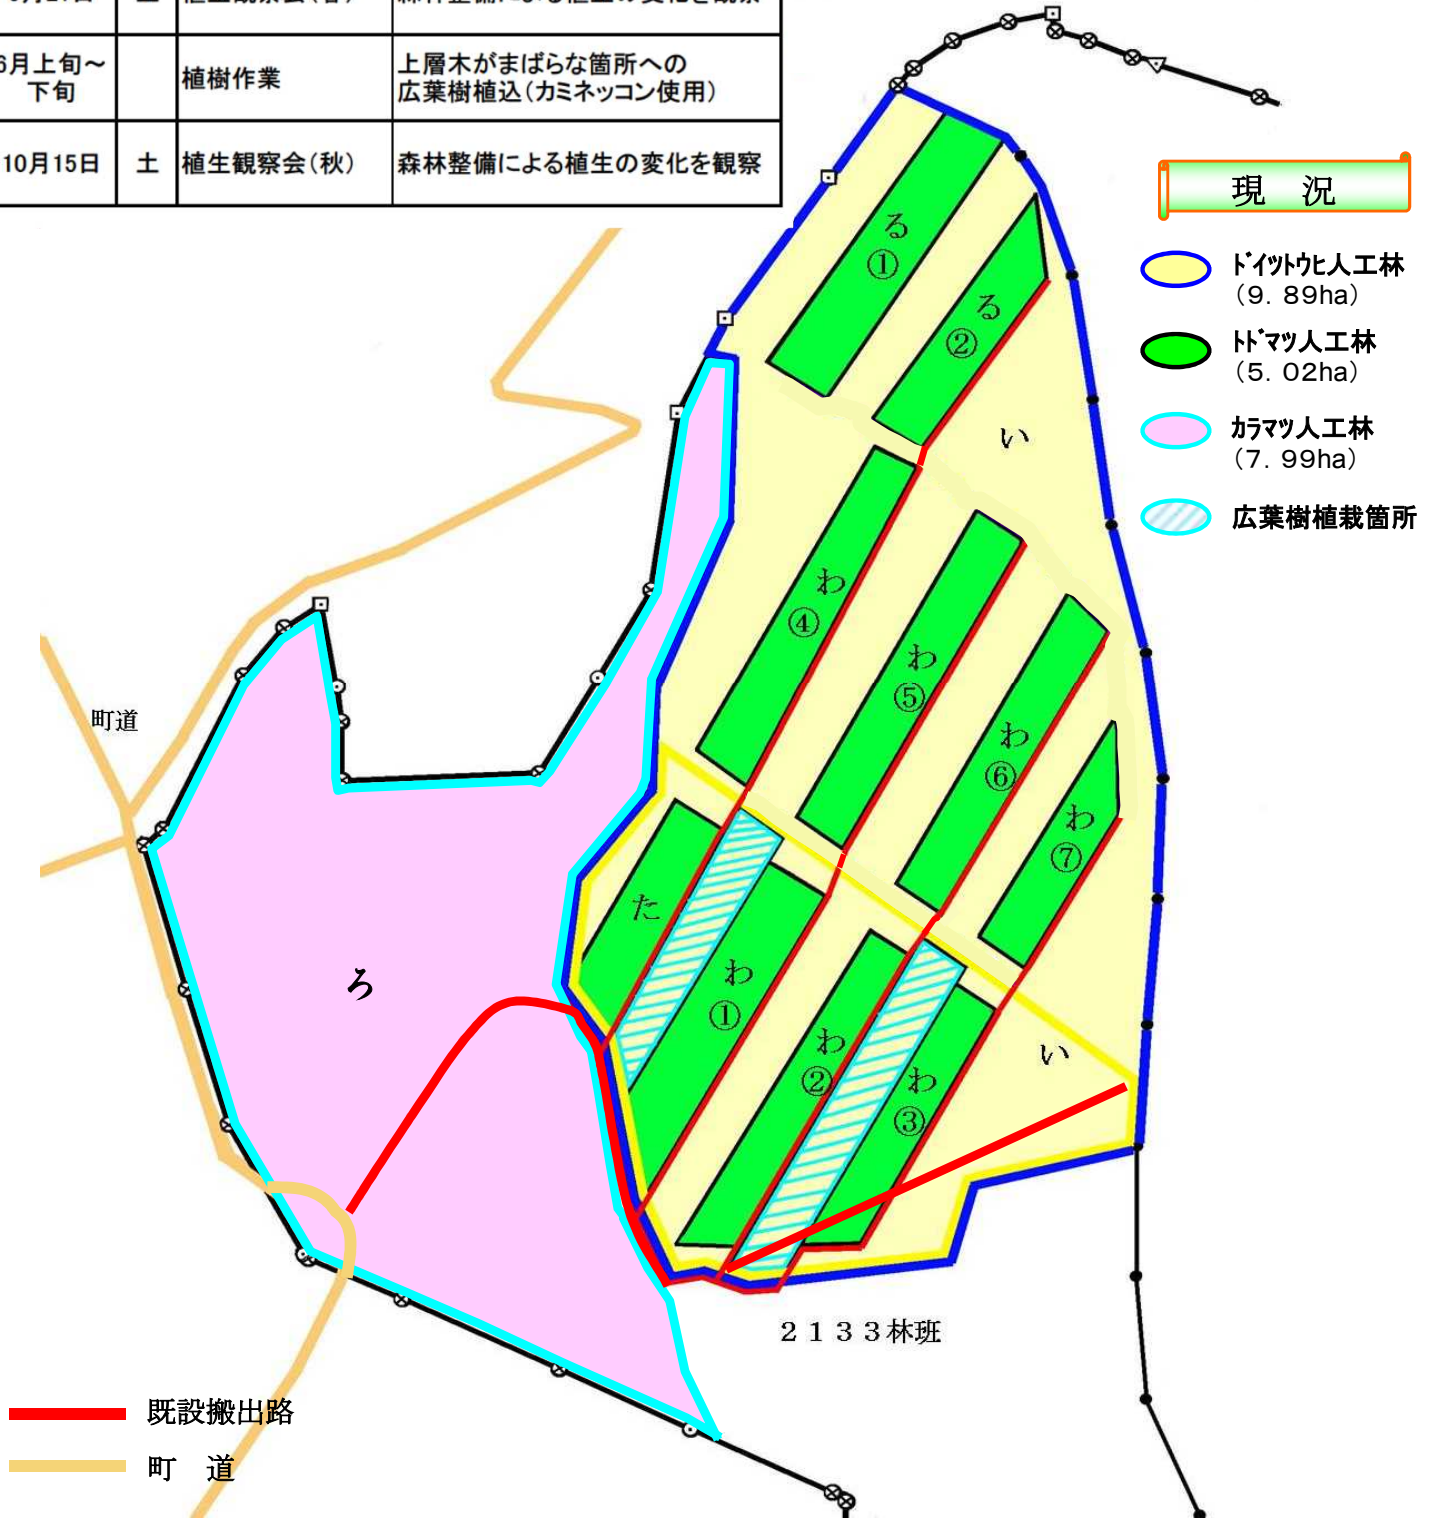 6月上旬～
下旬
植樹作業
上層木がまばらな箇所への
広葉樹植込(カミネッコン使用)
10月15日
土
植生観察会(秋)
森林整備による植生の変化を観察
現 況
ﾄﾞｲﾂﾄｳﾋ人工林
(9. 89ha)
ﾄﾄﾞﾏﾂ人工林
(5. 02ha)
ｶﾗﾏﾂ人工林
(7. 99ha)
広葉樹植栽箇所
る
①
る
②
い
わ
④
わ
⑤
わ
⑥
わ
⑦
町道
た
ろ
わ
①
わ
②
わ
③
い
2133林班
既設搬出路
町 道